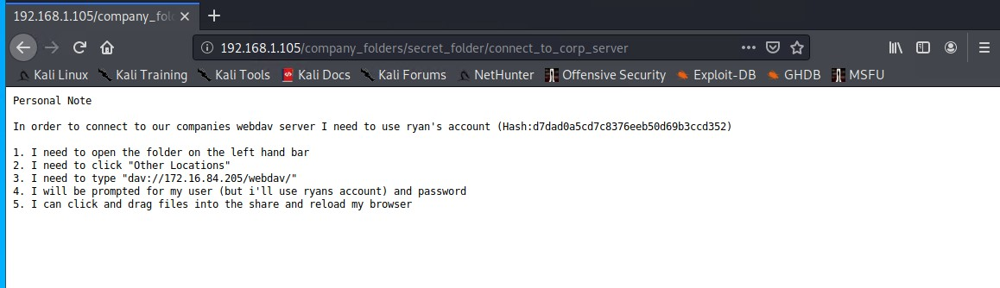 192.168.1.105/company_fol
192.168.1.105/company_folders/secret_folder/connect_to_corp_server
Kali Linux Kali Training Kali Tools Kali Docs Kali Forums NetHunter Offensive Security Exploit-DB GHDB MSFU
Personal Note
In order to connect to our companies webdav server I need to use ryan's account (Hash:d7dad0a5cd7c8376eeb50d69b3ccd352)
1. I need to open the folder on the left hand bar
2. I need to click "Other Locations"
3. I need to type "dav://172.16.84.205/webdav/"
4. I will be prompted for my user (but i'll use ryans account) and password
5. I can click and drag files into the share and reload my browser